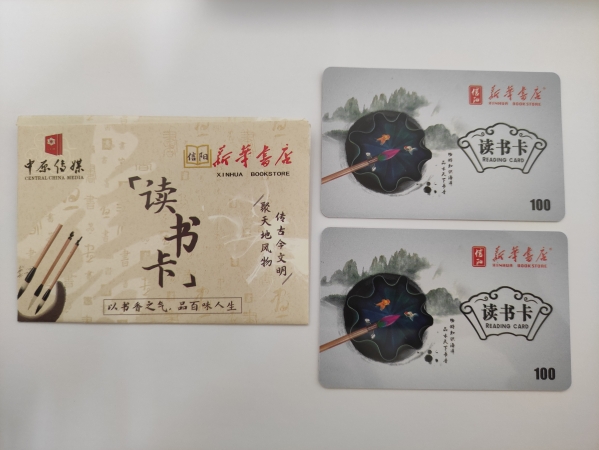 中原传媒
CENTRAL CHINA MEDIA
信阳
新华书店
XINHUA BOOKSTORE
「读书卡」
传古今文明
聚天地风物
以书香之气,品百味人生
信阳
新华书店
XINHUA BOOKSTORE
读书卡
READING CARD
100
信阳
新华书店
XINHUA BOOKSTORE
读书卡
READING CARD
100